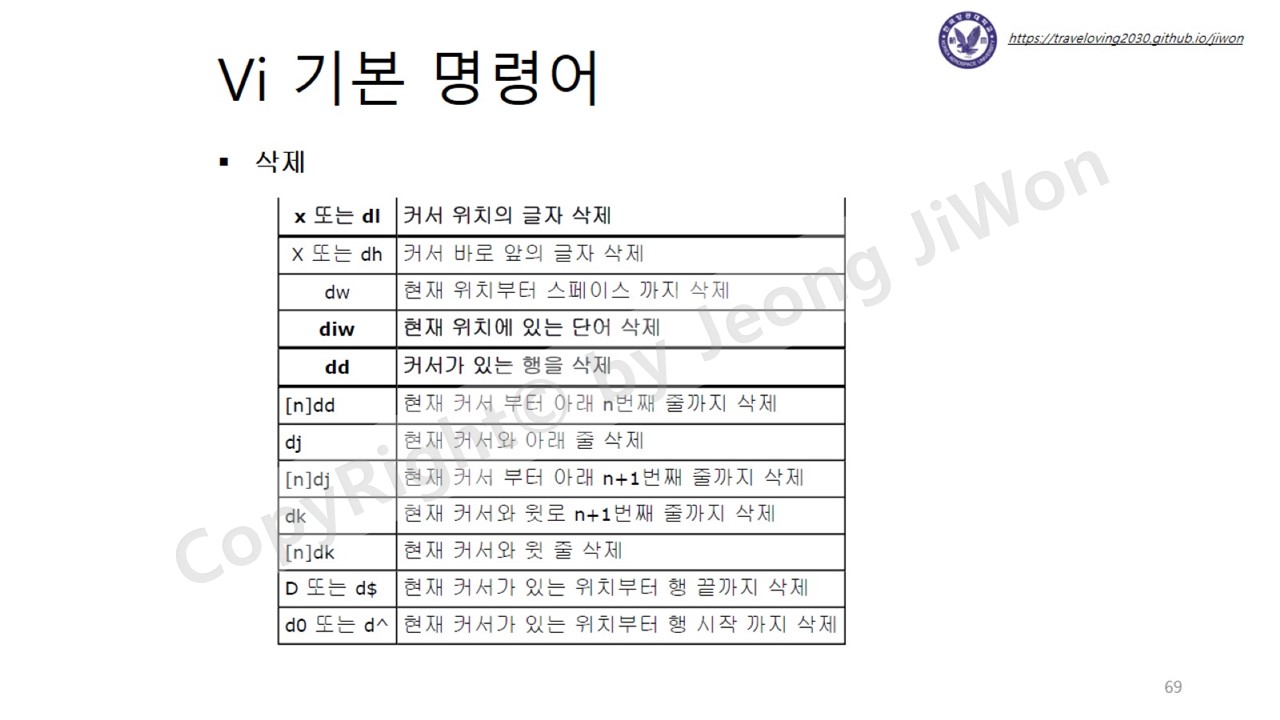 https://traveloving2030.github.io/jiwon
Vi 기본 명령어
▪ 삭제
x 또는 dl 커서 위치의 글자 삭제
X 또는 dh 커서 바로 앞의 글자 삭제
dw 현재 위치부터 스페이스 까지 삭제
diw 현재 위치에 있는 단어 삭제
dd 커서가 있는 행을 삭제
[n]dd 현재 커서 부터 아래 n번째 줄까지 삭제
dj 현재 커서와 아래 줄 삭제
[n]dj 현재 커서 부터 아래 n+1번째 줄까지 삭제
dk 현재 커서와 윗로 n+1번째 줄까지 삭제
[n]dk 현재 커서와 윗 줄 삭제
D 또는 d$ 현재 커서가 있는 위치부터 행 끝까지 삭제
d0 또는 d^ 현재 커서가 있는 위치부터 행 시작 까지 삭제
CopyRight© by Jeong JiWon
69